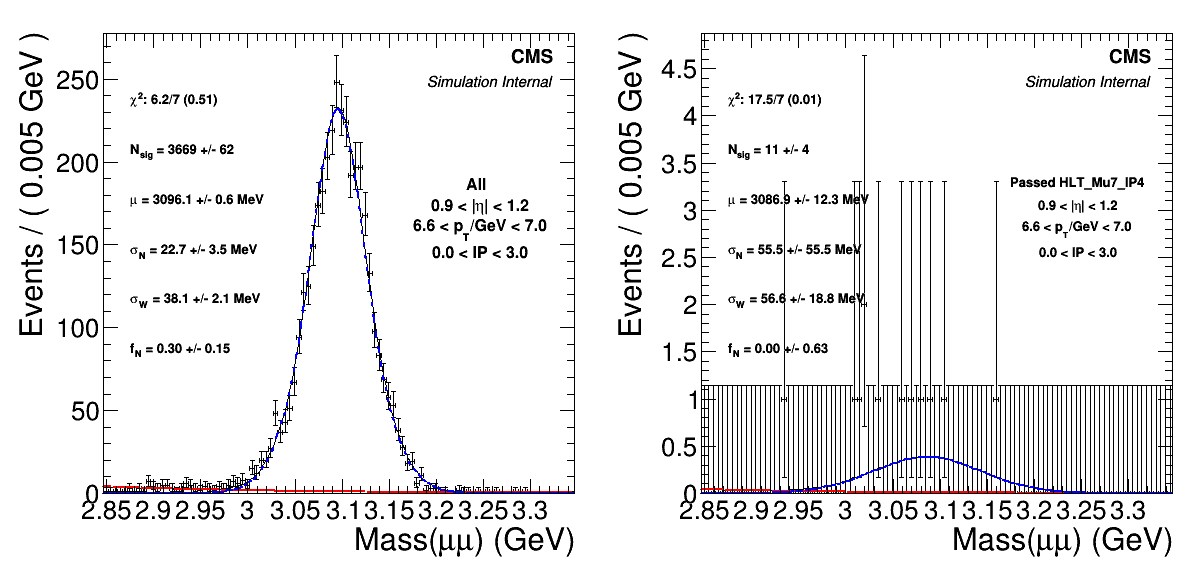 CMS
Simulation Internal
χ²: 6.2/7 (0.51)
N_sig = 3669 +/- 62
μ = 3096.1 +/- 0.6 MeV
σ_N = 22.7 +/- 3.5 MeV
σ_W = 38.1 +/- 2.1 MeV
f_N = 0.30 +/- 0.15
All
0.9 < |η| < 1.2
6.6 < p_T/GeV < 7.0
0.0 < IP < 3.0
Events / ( 0.005 GeV )
250
200
150
100
50
0
2.85 2.9 2.95 3 3.05 3.1 3.15 3.2 3.25 3.3
Mass(μμ) (GeV)
CMS
Simulation Internal
χ²: 17.5/7 (0.01)
N_sig = 11 +/- 4
μ = 3086.9 +/- 12.3 MeV
σ_N = 55.5 +/- 55.5 MeV
σ_W = 56.6 +/- 18.8 MeV
f_N = 0.00 +/- 0.63
Passed HLT_Mu7_IP4
0.9 < |η| < 1.2
6.6 < p_T/GeV < 7.0
0.0 < IP < 3.0
Events / ( 0.005 GeV )
4.5
4
3.5
3
2.5
2
1.5
1
0.5
0
2.85 2.9 2.95 3 3.05 3.1 3.15 3.2 3.25 3.3
Mass(μμ) (GeV)